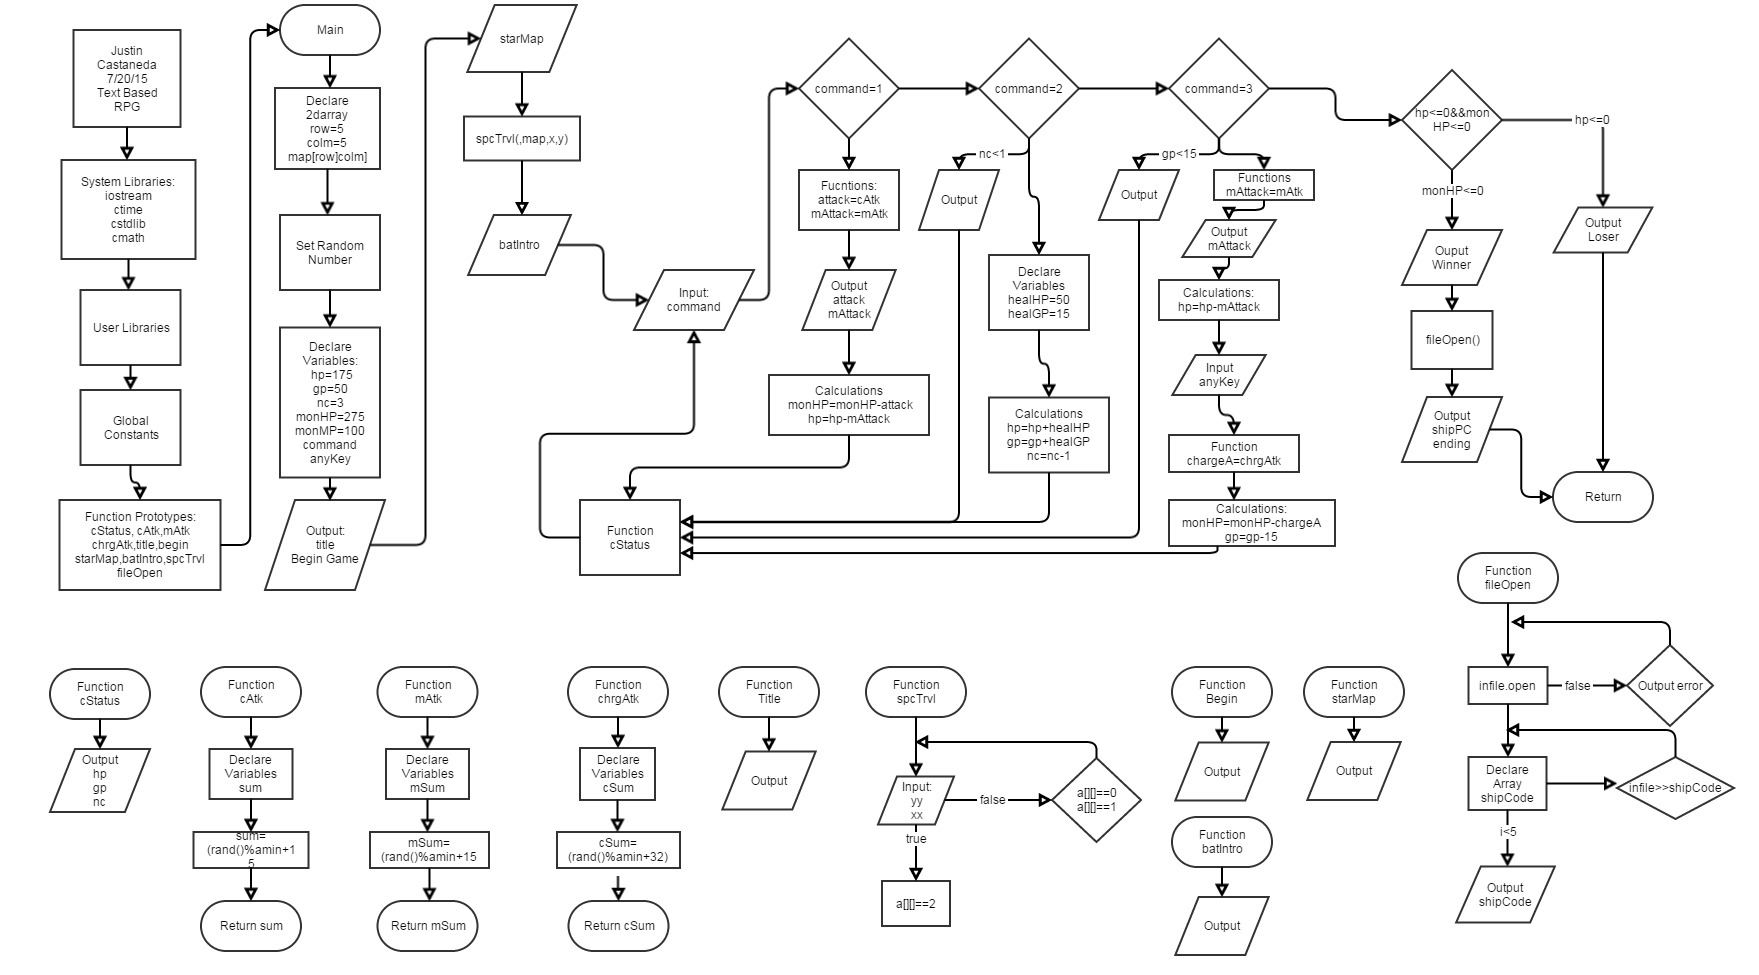 Justin
Castaneda
7/20/15
Text Based
RPG
System Libraries:
iostream
ctime
cstdlib
cmath
User Libraries
Global
Constants
Function Prototypes:
cStatus, cAtk,mAtk
chrgAtk,title,begin
starMap,batIntro,spcTrvl
fileOpen
Main
Declare
2darray
row=5
colm=5
map[row]colm]
Set Random
Number
Declare
Variables:
hp=175
gp=50
nc=3
monHP=275
monMP=100
command
anyKey
Output:
title
Begin Game
starMap
spcTrvl(,map,x,y)
batIntro
Input:
command
command=1
Fucntions:
attack=cAtk
mAttack=mAtk
Output
attack
mAttack
Calculations
monHP=monHP-attack
hp=hp-mAttack
Function
cStatus
command=2
nc<1
Output
Declare
Variables
healHP=50
healGP=15
Calculations
hp=hp+healHP
gp=gp+healGP
nc=nc-1
command=3
gp<15
Output
Functions
mAttack=mAtk
Output
mAttack
Calculations:
hp=hp-mAttack
Input
anyKey
Function
chargeA=chrgAtk
Calculations:
monHP=monHP-chargeA
gp=gp-15
hp<=0&&mon
HP<=0
hp<=0
monHP<=0
Ouput
Winner
fileOpen()
Output
shipPC
ending
Output
Loser
Return
Function
cStatus
Output
hp
gp
nc
Function
cAtk
Declare
Variables
sum
sum=
(rand()%amin+1
5
Return sum
Function
mAtk
Declare
Variables
mSum
mSum=
(rand()%amin+15
Return mSum
Function
chrgAtk
Declare
Variables
cSum
cSum=
(rand()%amin+32)
Return cSum
Function
Title
Output
Function
spcTrvl
Input:
yy
xx
false
a[][]==0
a[][]==1
true
a[][]==2
Function
Begin
Output
Function
batIntro
Output
Function
starMap
Output
Function
fileOpen
infile.open
false
Output error
Declare
Array
shipCode
infile>>shipCode
i<5
Output
shipCode